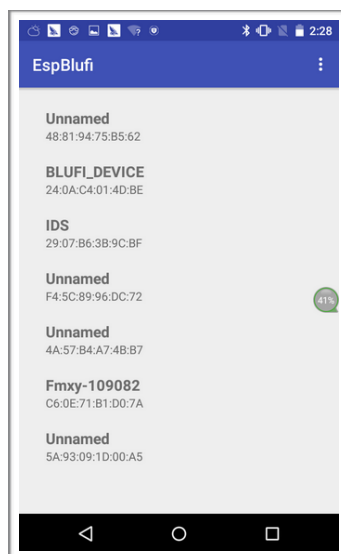 2:28
EspBlufi
Unnamed
48:81:94:75:B5:62
BLUFI_DEVICE
24:0A:C4:01:4D:BE
IDS
29:07:B6:3B:9C:BF
Unnamed
F4:5C:89:96:DC:72
41%
Unnamed
4A:57:B4:A7:4B:B7
Fmxy-109082
C6:0E:71:B1:D0:7A
Unnamed
5A:93:09:1D:00:A5